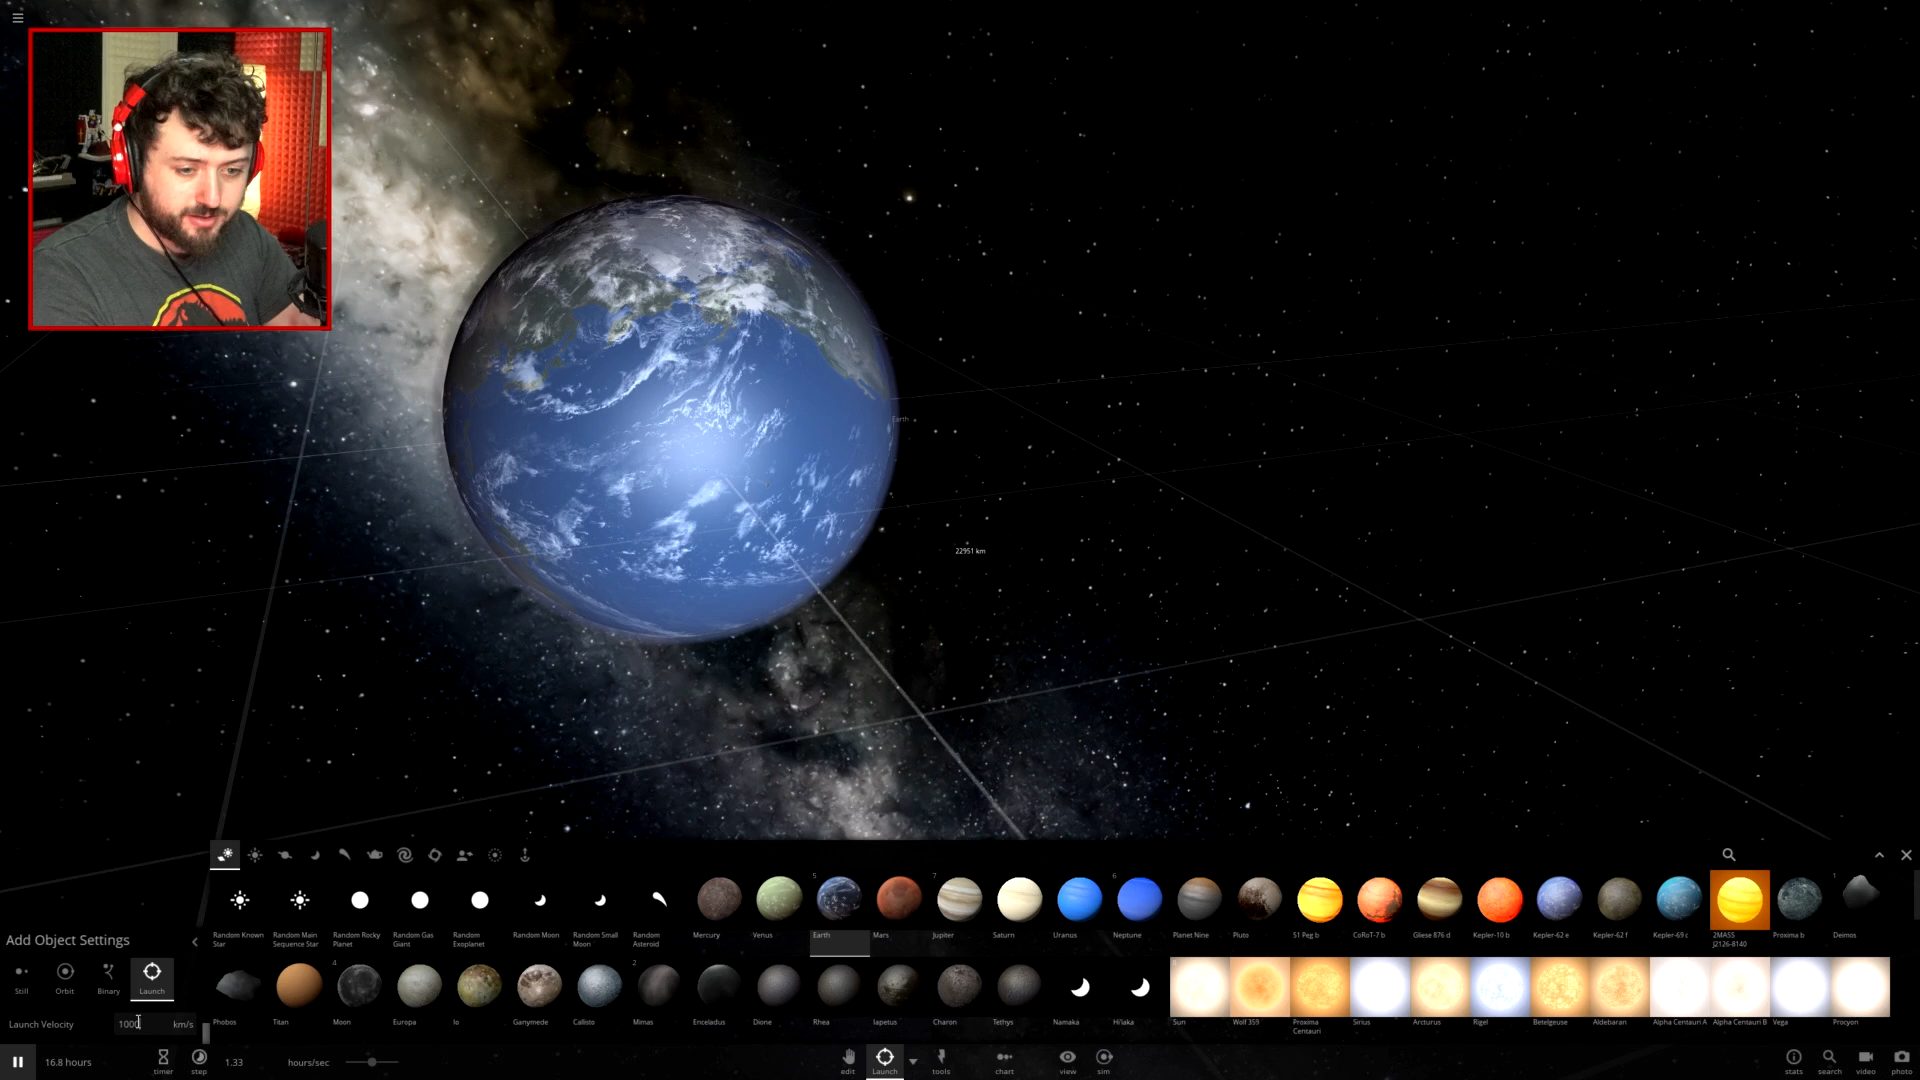 Earth
22951 km
Random Known
Star
Random Main
Sequence Star
Random Rocky
Planet
Random Gas
Giant
Random
Exoplanet
Random Moon
Random Small
Moon
Random
Asteroid
Mercury
Venus
5
Earth
Mars
7
Jupiter
Saturn
Uranus
6
Neptune
Planet Nine
Pluto
51 Peg b
CoRoT-7 b
Gliese 876 d
Kepler-10 b
Kepler-62 e
Kepler-62 f
Kepler-69 c
2MASS
J2126-8140
Proxima b
1
Deimos
Phobos
Titan
4
Moon
Europa
Io
Ganymede
Callisto
2
Mimas
Enceladus
Dione
Rhea
Iapetus
Charon
Tethys
Namaka
Hi'iaka
Sun
Wolf 359
Proxima
Centauri
Sirius
Arcturus
Rigel
Betelgeuse
Aldebaran
Alpha Centauri A
Alpha Centauri B
Vega
Procyon
Add Object Settings
Still
Orbit
Binary
Launch
Launch Velocity
1000
km/s
16.8 hours
timer
step
1.33
hours/sec
edit
Launch
tools
chart
view
sim
stats
search
video
photo